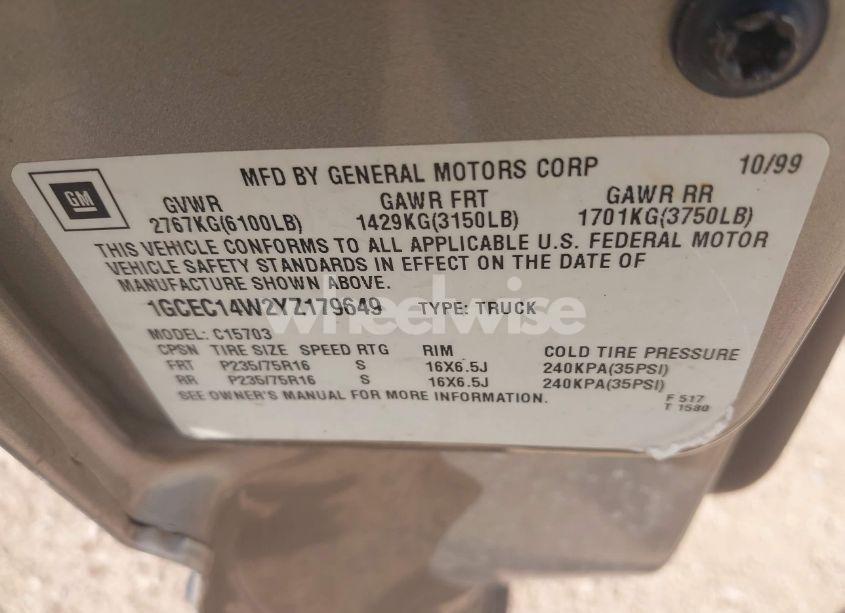 MFD BY GENERAL MOTORS CORP 10/99
GM
GVWR GAWR FRT GAWR RR
2767KG(6100LB) 1429KG(3150LB) 1701KG(3750LB)
THIS VEHICLE CONFORMS TO ALL APPLICABLE U.S. FEDERAL MOTOR
VEHICLE SAFETY STANDARDS IN EFFECT ON THE DATE OF
MANUFACTURE SHOWN ABOVE.
1GCEC14W2YZ179649 TYPE: TRUCK
wheelwise
MODEL: C15703
CPSN TIRE SIZE SPEED RTG RIM COLD TIRE PRESSURE
FRT P235/75R16 S 16X6.5J 240KPA(35PSI)
RR P235/75R16 S 16X6.5J 240KPA(35PSI)
SEE OWNER'S MANUAL FOR MORE INFORMATION.
F 517
T 1580